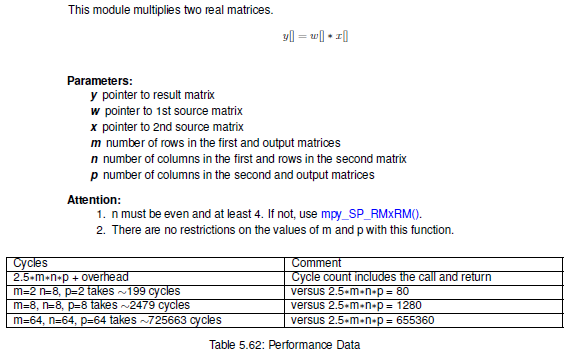 This module multiplies two real matrices.
y[] = w[] * x[]
Parameters:
y pointer to result matrix
w pointer to 1st source matrix
x pointer to 2nd source matrix
m number of rows in the first and output matrices
n number of columns in the first and rows in the second matrix
p number of columns in the second and output matrices
Attention:
1. n must be even and at least 4. If not, use mpy_SP_RMxRM().
2. There are no restrictions on the values of m and p with this function.
Cycles Comment
2.5*m*n*p + overhead Cycle count includes the call and return
m=2 n=8, p=2 takes ~199 cycles versus 2.5*m*n*p = 80
m=8, n=8, p=8 takes ~2479 cycles versus 2.5*m*n*p = 1280
m=64, n=64, p=64 takes ~725663 cycles versus 2.5*m*n*p = 655360
Table 5.62: Performance Data